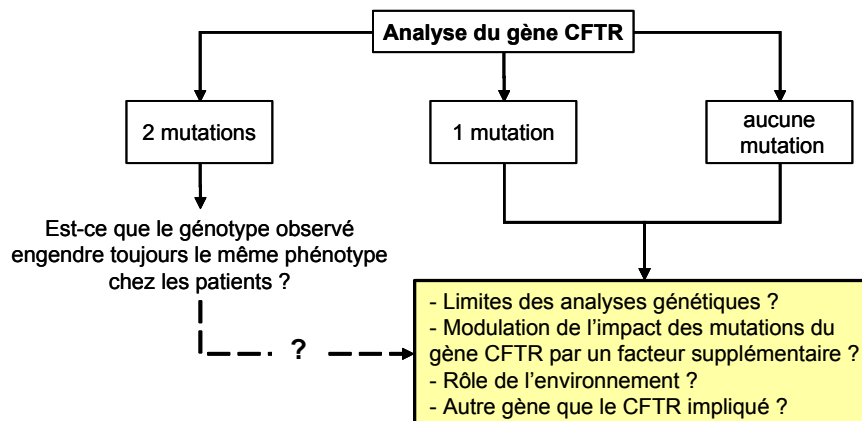 Analyse du gène CFTR
2 mutations
1 mutation
aucune
mutation
Est-ce que le génotype observé
engendre toujours le même phénotype
chez les patients ?
?
- Limites des analyses génétiques ?
- Modulation de l'impact des mutations du
gène CFTR par un facteur supplémentaire ?
- Rôle de l'environnement ?
- Autre gène que le CFTR impliqué ?